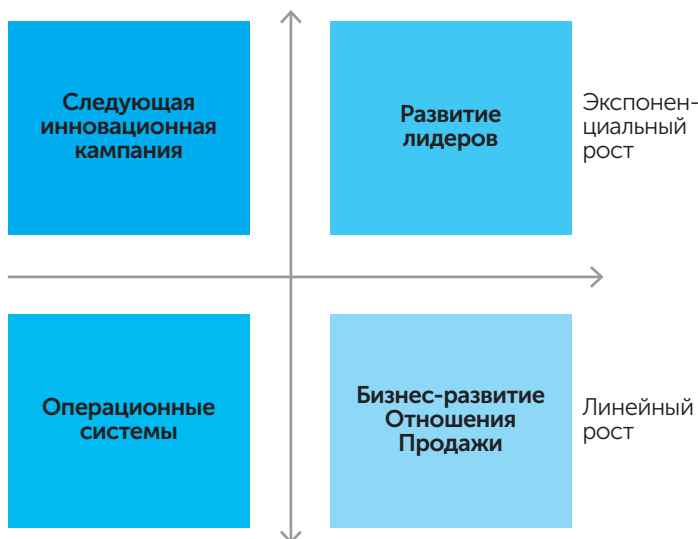 Следующая
инновационная
кампания
Развитие
лидеров
Экспонен-
циальный
рост
Операционные
системы
Бизнес-развитие
Отношения
Продажи
Линейный
рост